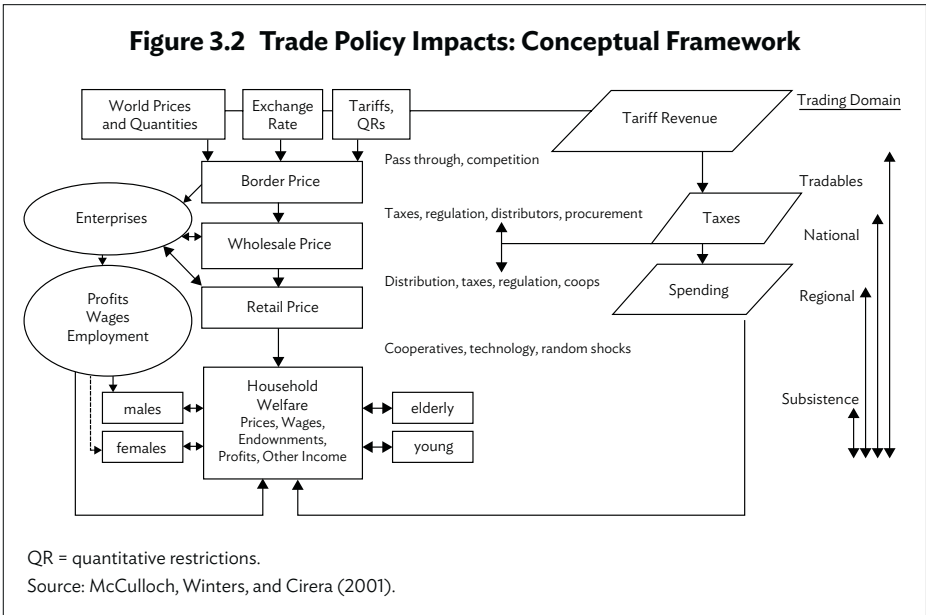 Figure 3.2 Trade Policy Impacts: Conceptual Framework
World Prices
and Quantities
Exchange
Rate
Tariffs,
QRs
Tariff Revenue
Trading Domain
Pass through, competition
Border Price
Tradables
Enterprises
Taxes, regulation, distributors, procurement
Taxes
Wholesale Price
National
Distribution, taxes, regulation, coops
Spending
Regional
Profits
Wages
Employment
Retail Price
Cooperatives, technology, random shocks
Household
Welfare
Prices, Wages,
Endownments,
Profits, Other Income
Subsistence
males
elderly
females
young
QR = quantitative restrictions.
Source: McCulloch, Winters, and Cirera (2001).